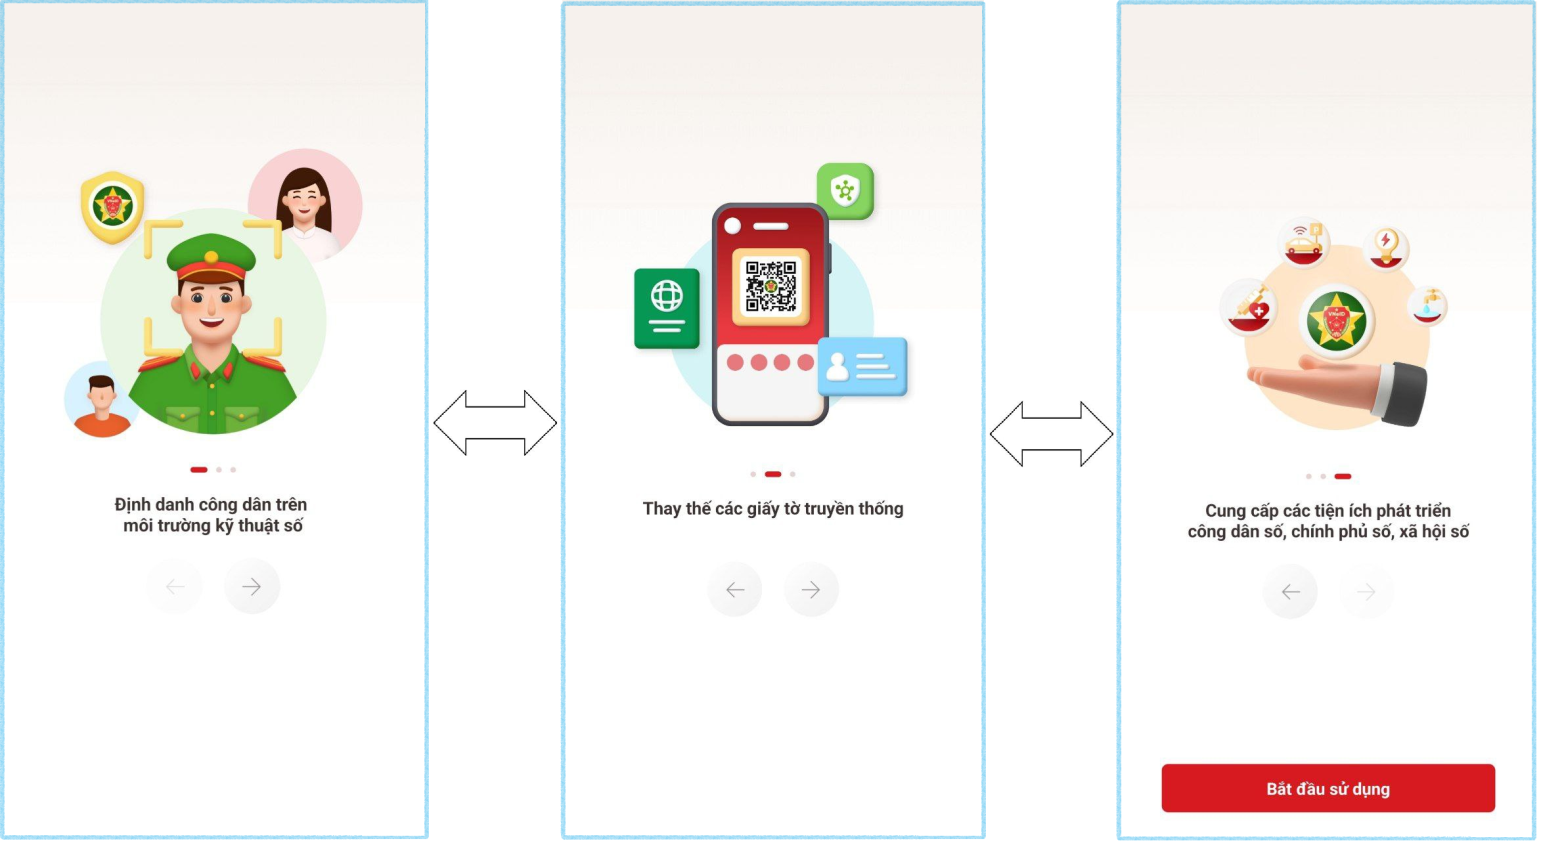 Định danh công dân trên
môi trường kỹ thuật số
Thay thế các giấy tờ truyền thống
VNeID
Cung cấp các tiện ích phát triển
công dân số, chính phủ số, xã hội số
Bắt đầu sử dụng